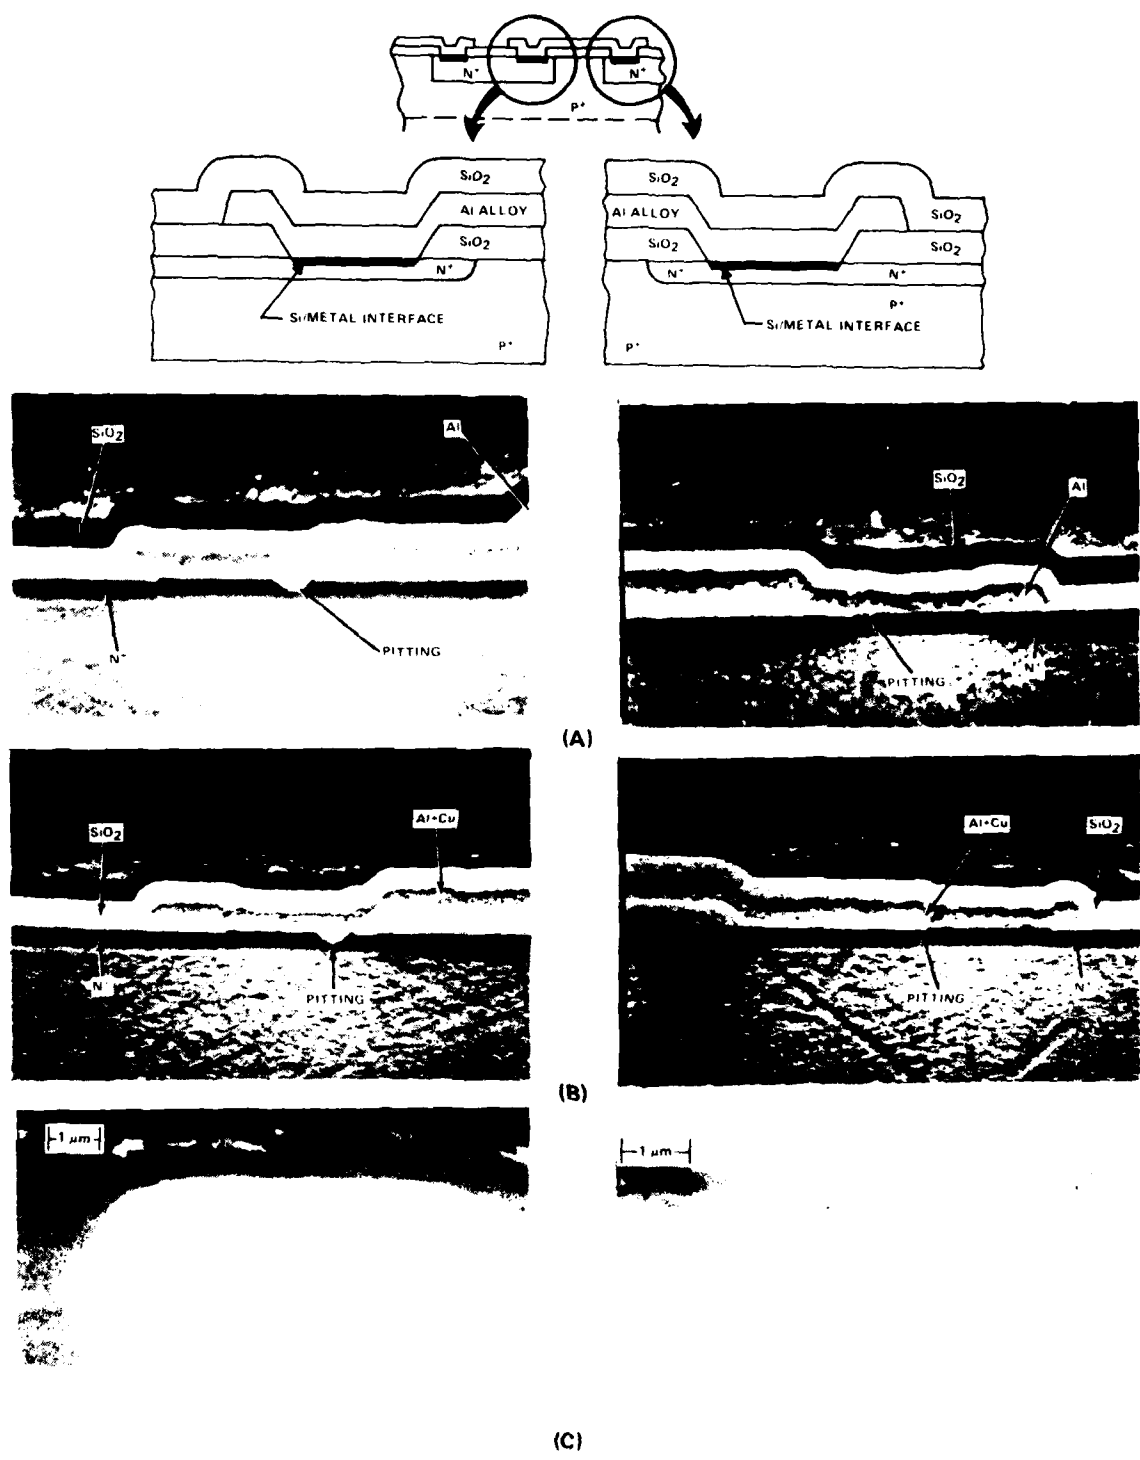 N⁺
N⁺
P⁺
SiO₂
Al ALLOY
SiO₂
N⁺
Si/METAL INTERFACE
P⁺
SiO₂
Al ALLOY
SiO₂
SiO₂
SiO₂
N⁺
N⁺
P⁺
Si/METAL INTERFACE
P⁺
SiO₂
Al
N⁺
PITTING
SiO₂
Al
PITTING
N
(A)
SiO₂
Al-Cu
N
PITTING
Al-Cu
SiO₂
PITTING
N
(B)
1 μm
1 μm
(C)